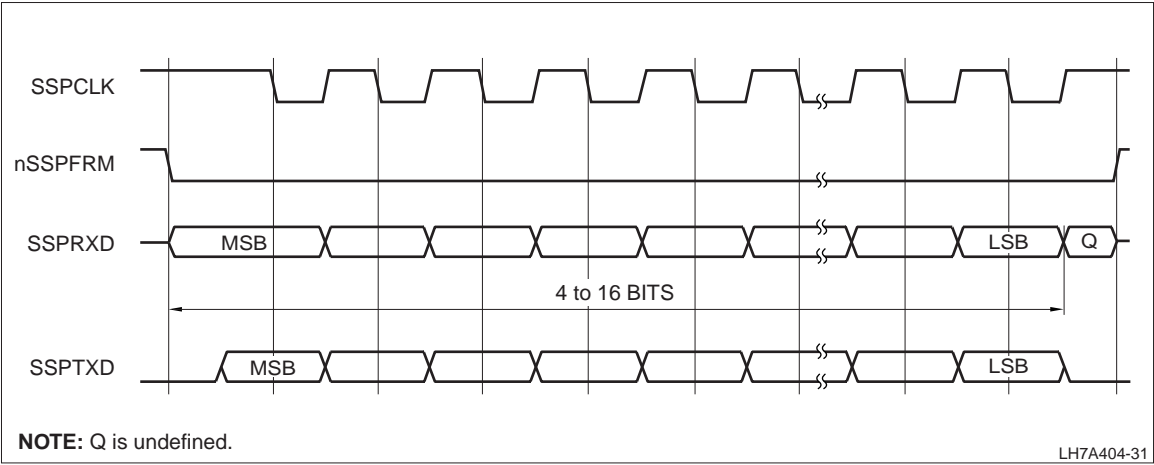 SSPCLK
nSSPFRM
SSPRXD
MSB
LSB
Q
4 to 16 BITS
SSPTXD
MSB
LSB
NOTE: Q is undefined.
LH7A404-31